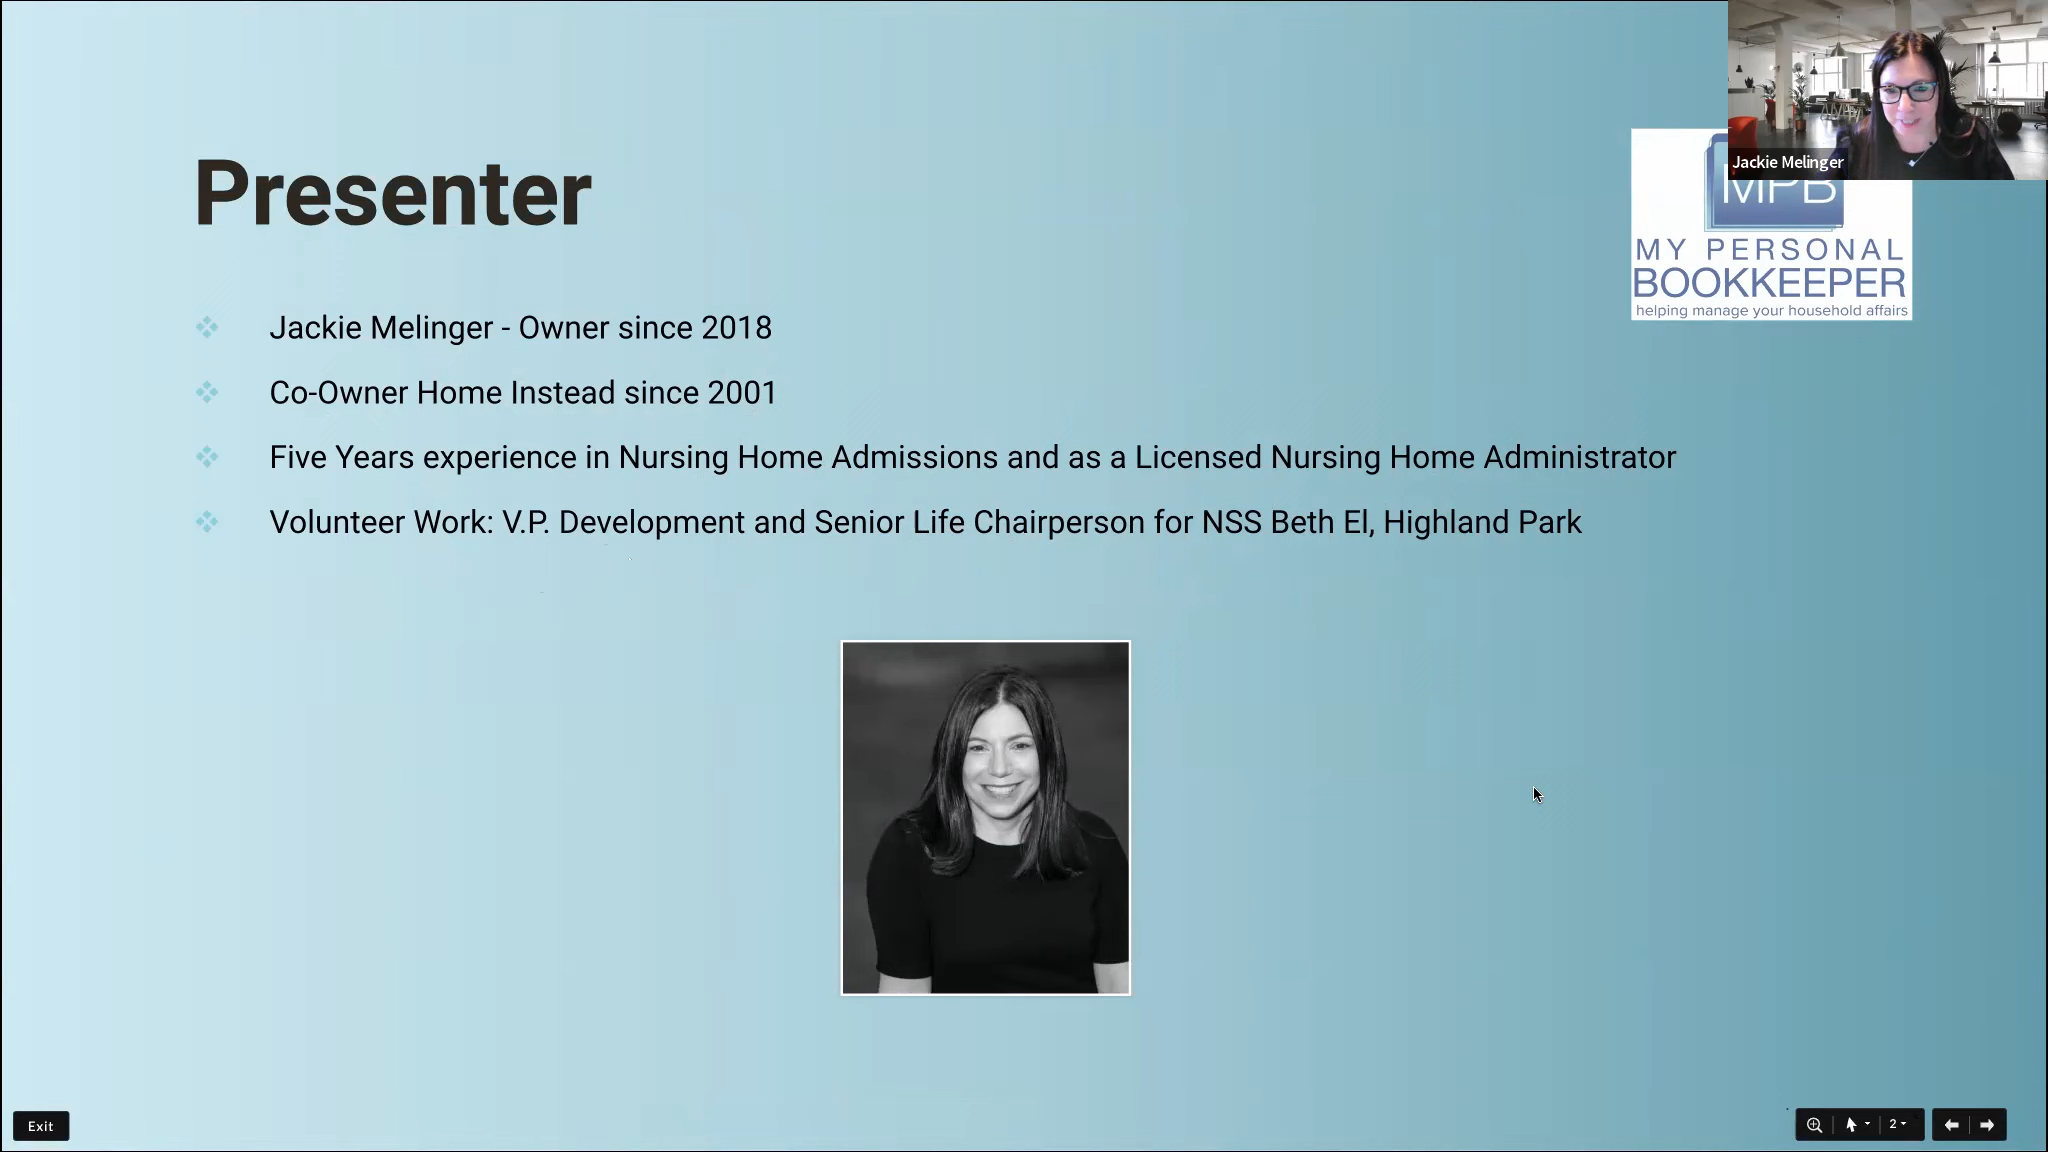 Jackie Melinger
Presenter
MPB
MY PERSONAL
BOOKKEEPER
helping manage your household affairs
Jackie Melinger - Owner since 2018
Co-Owner Home Instead since 2001
Five Years experience in Nursing Home Admissions and as a Licensed Nursing Home Administrator
Volunteer Work: V.P. Development and Senior Life Chairperson for NSS Beth El, Highland Park
Exit
2